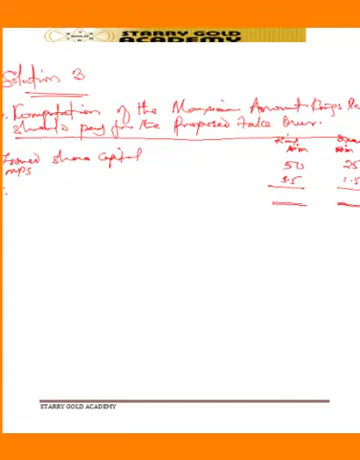 STARRY GOLD
ACADEMY
Solution 3
Computation of the Maximum Amount Kings
should pay for the Proposed Take Over.
Issued share capital 50 25
MPS 3.5 1.5
STARRY GOLD ACADEMY